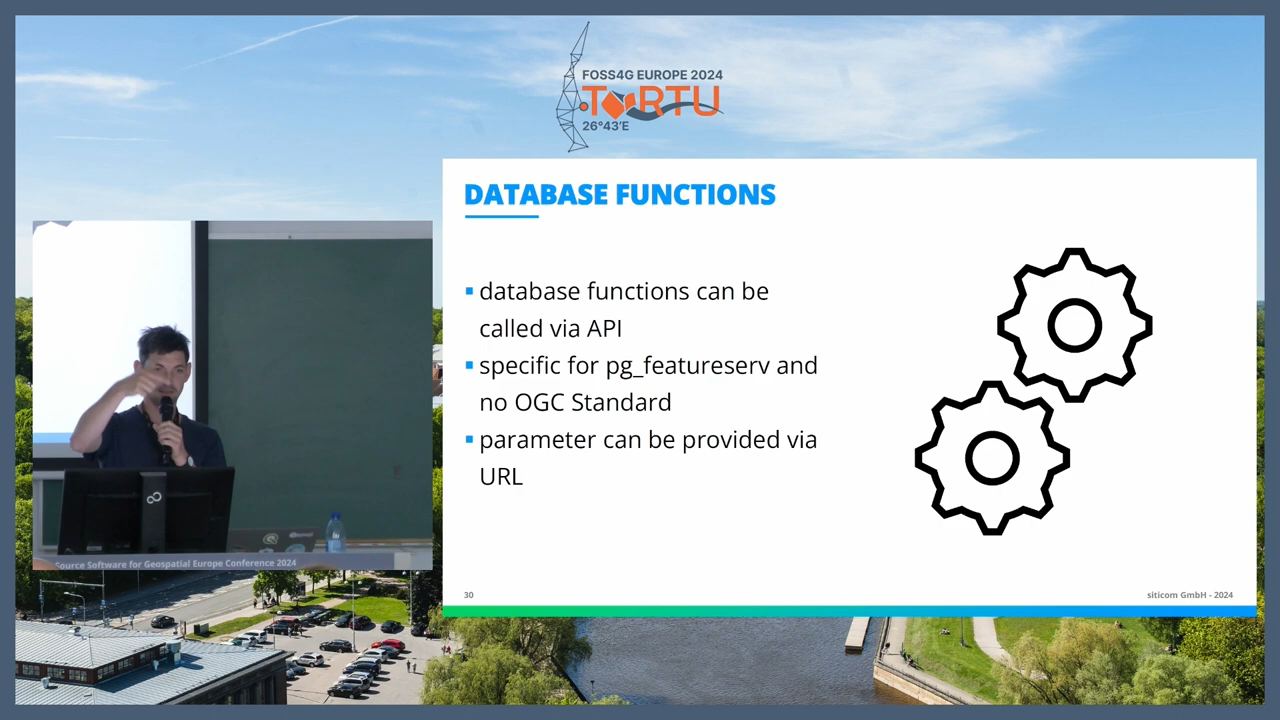 FOSS4G EUROPE 2024
TARTU
26°43'E
DATABASE FUNCTIONS
database functions can be
called via API
specific for pg_featureserv and
no OGC Standard
parameter can be provided via
URL
30
siticom GmbH - 2024
Source Software for Geospatial Europe Conference 2024